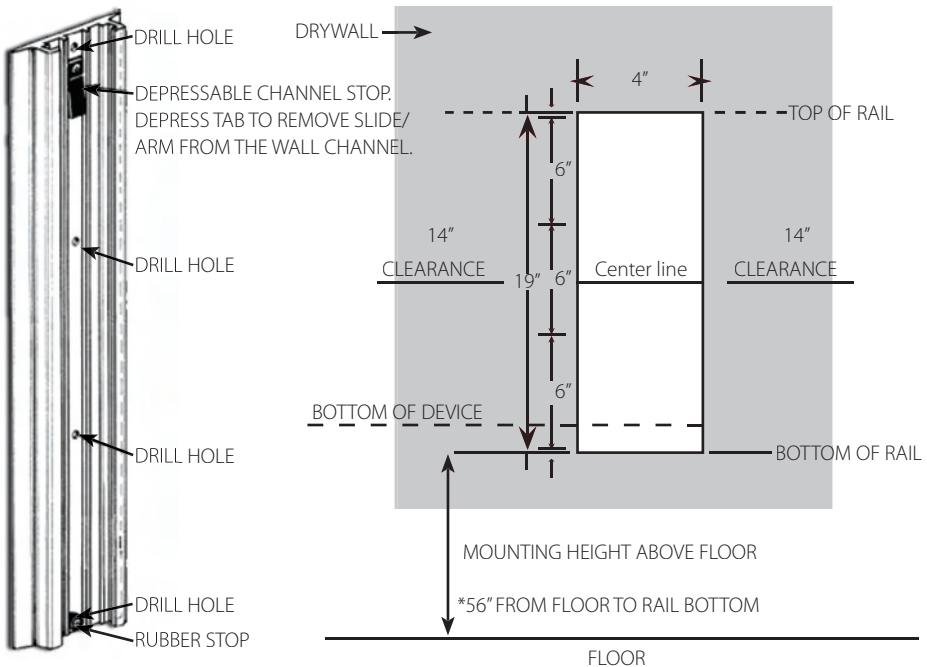 DRILL HOLE
DEPRESSABLE CHANNEL STOP.
DEPRESS TAB TO REMOVE SLIDE/
ARM FROM THE WALL CHANNEL.
DRILL HOLE
DRILL HOLE
DRILL HOLE
RUBBER STOP
DRYWALL
4”
TOP OF RAIL
6”
14”
CLEARANCE
19”
6”
Center line
14”
CLEARANCE
6”
BOTTOM OF DEVICE
BOTTOM OF RAIL
MOUNTING HEIGHT ABOVE FLOOR
*56” FROM FLOOR TO RAIL BOTTOM
FLOOR